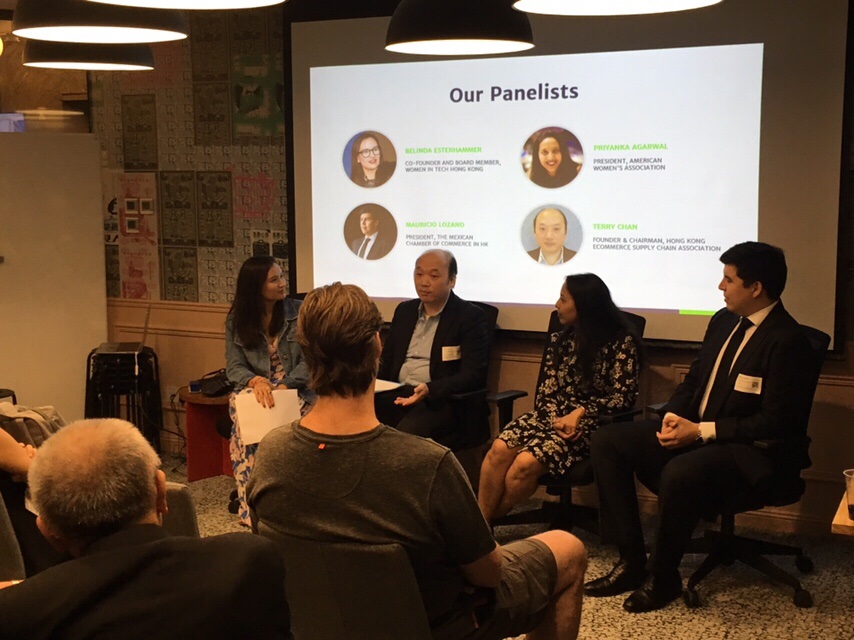 Our Panelists
BELINDA ESTERHAMMER
CO-FOUNDER AND BOARD MEMBER,
WOMEN IN TECH HONG KONG
PRIYANKA AGARWAL
PRESIDENT, AMERICAN
WOMEN'S ASSOCIATION
MAURICIO LOZANO
PRESIDENT, THE MEXICAN
CHAMBER OF COMMERCE IN HK
TERRY CHAN
FOUNDER & CHAIRMAN, HONG KONG
ECOMMERCE SUPPLY CHAIN ASSOCIATION